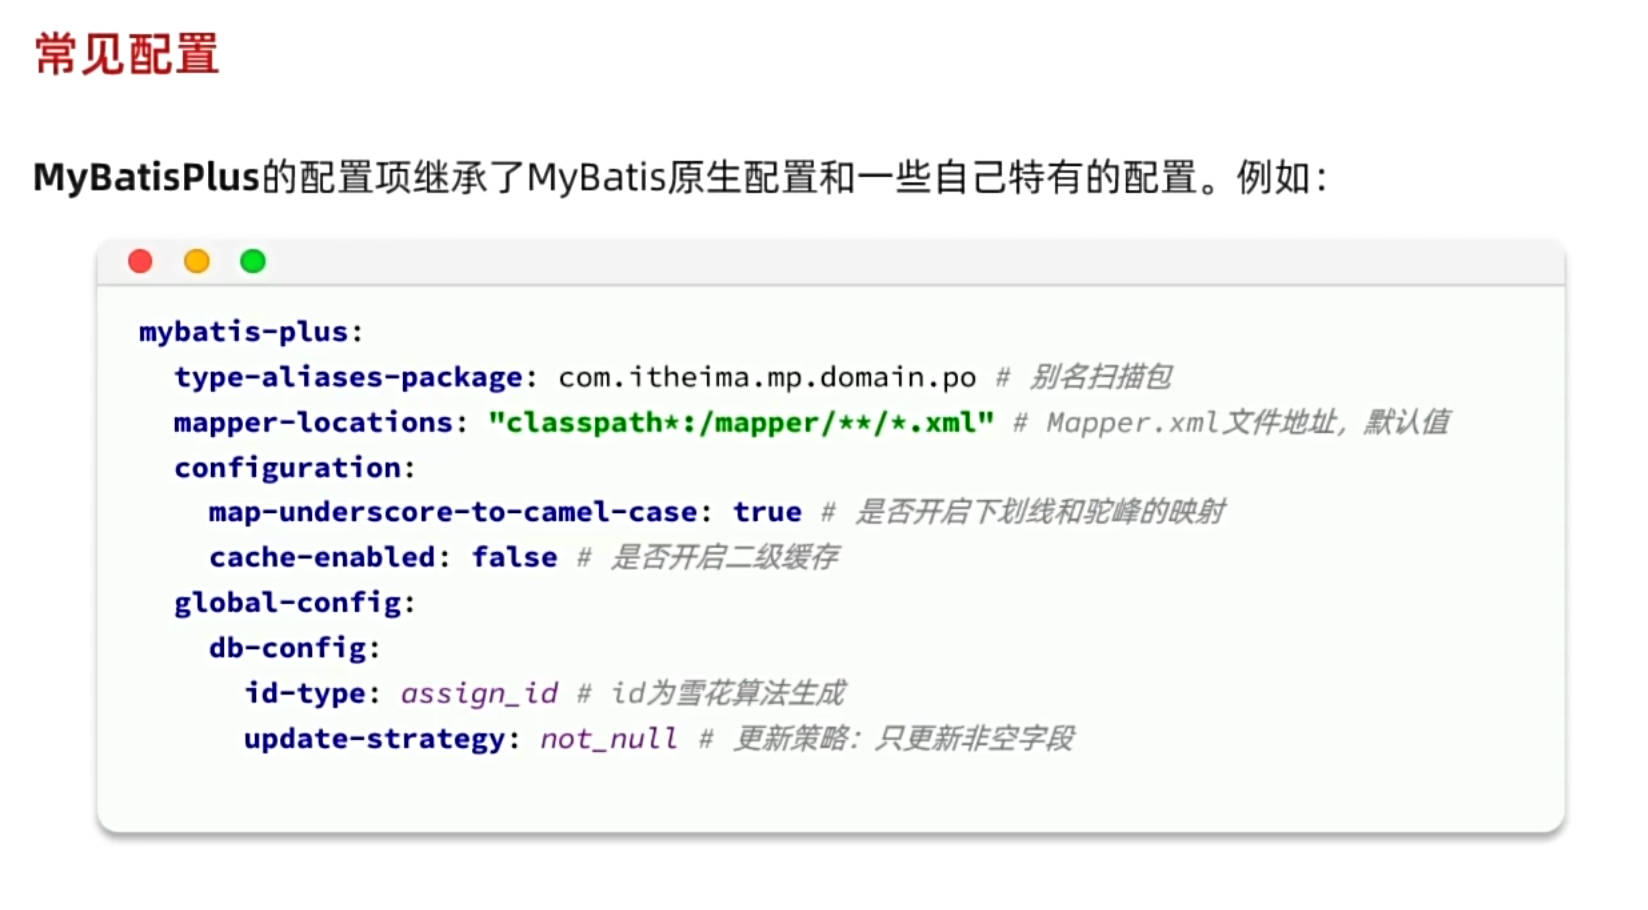 常见配置
MyBatisPlus的配置项继承了MyBatis原生配置和一些自己特有的配置。例如：
mybatis-plus:
  type-aliases-package: com.itheima.mp.domain.po # 别名扫描包
  mapper-locations: "classpath*:/mapper/**/*.xml" # Mapper.xml文件地址，默认值
  configuration:
    map-underscore-to-camel-case: true # 是否开启下划线和驼峰的映射
    cache-enabled: false # 是否开启二级缓存
  global-config:
    db-config:
      id-type: assign_id # id为雪花算法生成
      update-strategy: not_null # 更新策略：只更新非空字段